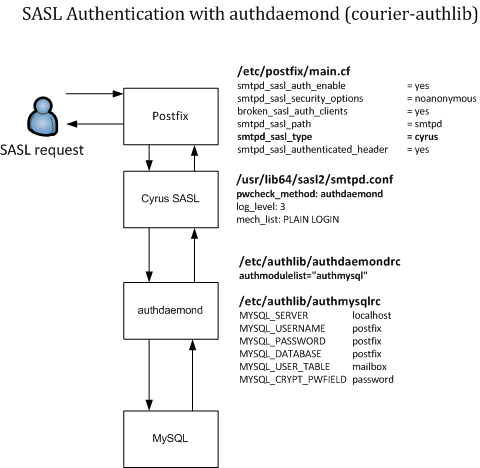 SASL Authentication with authdaemond (courier-authlib)
SASL request
Postfix
/etc/postfix/main.cf
smtpd_sasl_auth_enable = yes
smtpd_sasl_security_options = noanonymous
broken_sasl_auth_clients = yes
smtpd_sasl_path = smtpd
smtpd_sasl_type = cyrus
smtpd_sasl_authenticated_header = yes
Cyrus SASL
/usr/lib64/sasl2/smtpd.conf
pwcheck_method: authdaemond
log_level: 3
mech_list: PLAIN LOGIN
authdaemond
/etc/authlib/authdaemondrc
authmodulelist="authmysql"
/etc/authlib/authmysqlrc
MYSQL_SERVER localhost
MYSQL_USERNAME postfix
MYSQL_PASSWORD postfix
MYSQL_DATABASE postfix
MYSQL_USER_TABLE mailbox
MYSQL_CRYPT_PWFIELD password
MySQL